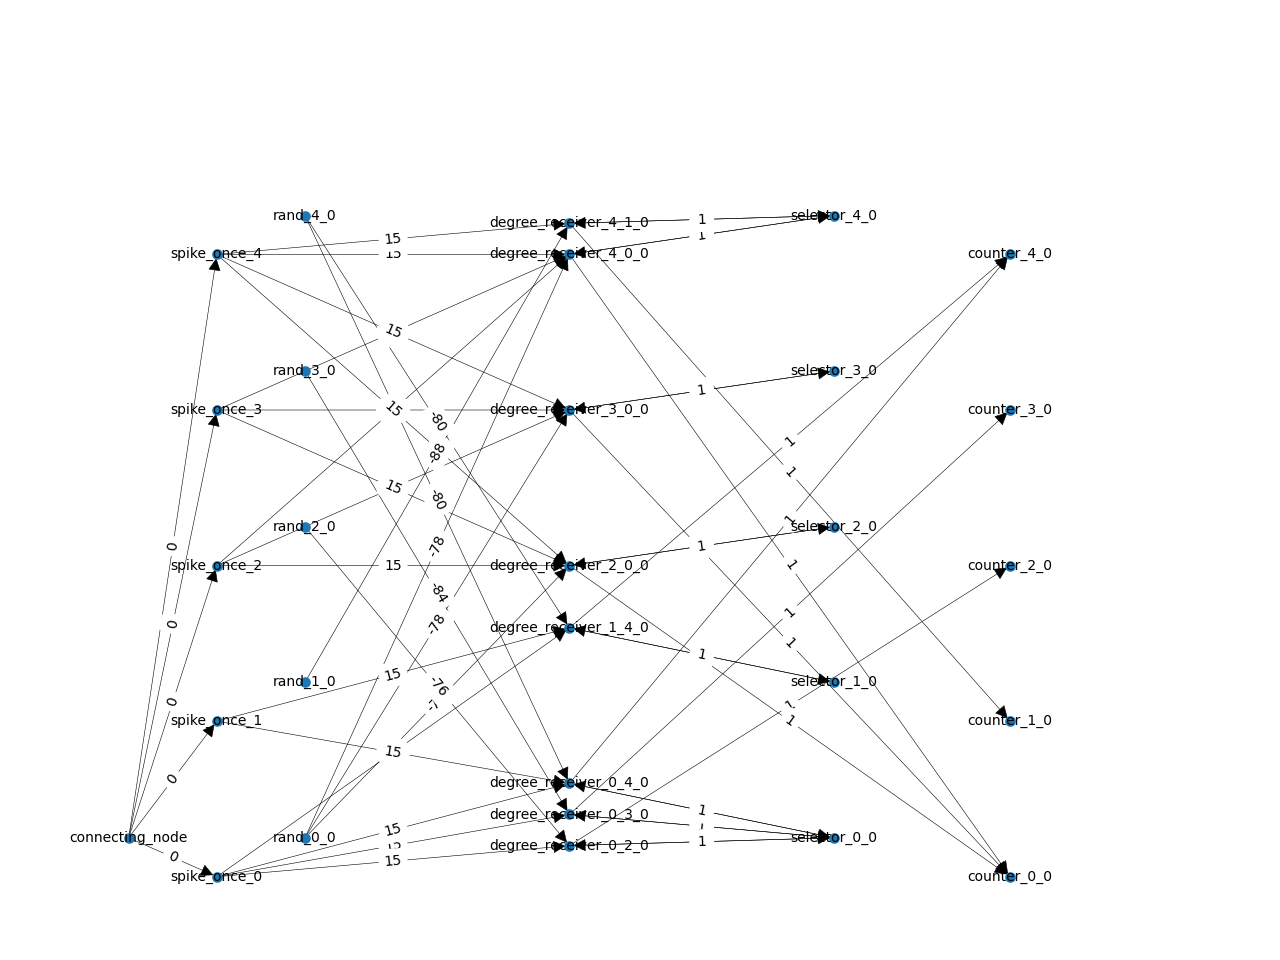 rand_4_0
selector_4_0
degree_receiver_4_1_0
1
15
spike_once_4
15
degree_receiver_4_0_0
1
counter_4_0
15
rand_3_0
selector_3_0
1
spike_once_3
15
degree_receiver_3_0_0
counter_3_0
-80
1
-88
1
15
-80
rand_2_0
1
selector_2_0
0
-78
1
spike_once_2
15
degree_receiver_2_0_0
1
counter_2_0
-84
1
0
-78
degree_receiver_1_4_0
1
1
15
rand_1_0
-76
selector_1_0
0
-7
1
spike_once_1
1
counter_1_0
15
0
degree_receiver_0_4_0
1
degree_receiver_0_3_0
15
connecting_node
rand_0_0
1
selector_0_0
degree_receiver_0_2_0
0
15
spike_once_0
counter_0_0